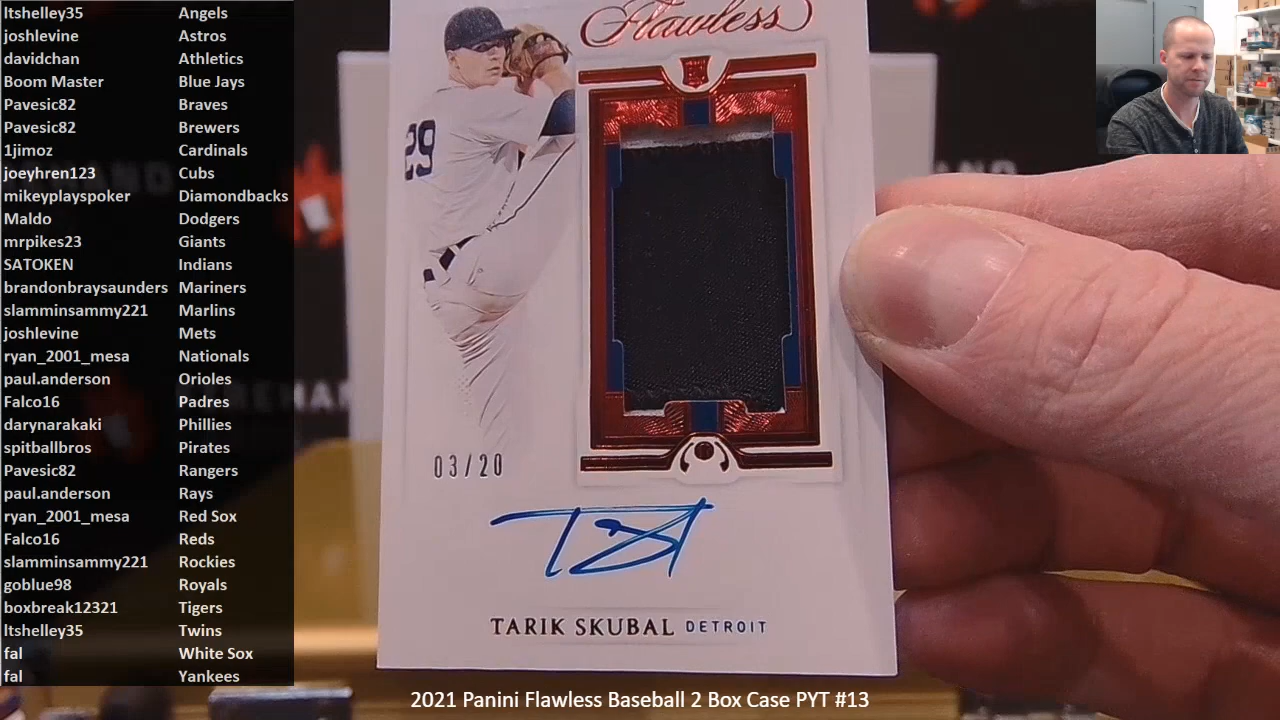 ltshelley35 Angels
joshlevine Astros
davidchan Athletics
Boom Master Blue Jays
Pavesic82 Braves
Pavesic82 Brewers
1jimoz Cardinals
joeyhren123 Cubs
mikeyplayspoker Diamondbacks
Maldo Dodgers
mrpikes23 Giants
SATOKEN Indians
brandonbraysaunders Mariners
slamminsammy221 Marlins
joshlevine Mets
ryan_2001_mesa Nationals
paul.anderson Orioles
Falco16 Padres
darynarakaki Phillies
spitballbros Pirates
Pavesic82 Rangers
paul.anderson Rays
ryan_2001_mesa Red Sox
Falco16 Reds
slamminsammy221 Rockies
goblue98 Royals
boxbreak12321 Tigers
ltshelley35 Twins
fal White Sox
fal Yankees
Flawless
29
03/20
TARIK SKUBAL DETROIT
2021 Panini Flawless Baseball 2 Box Case PYT #13